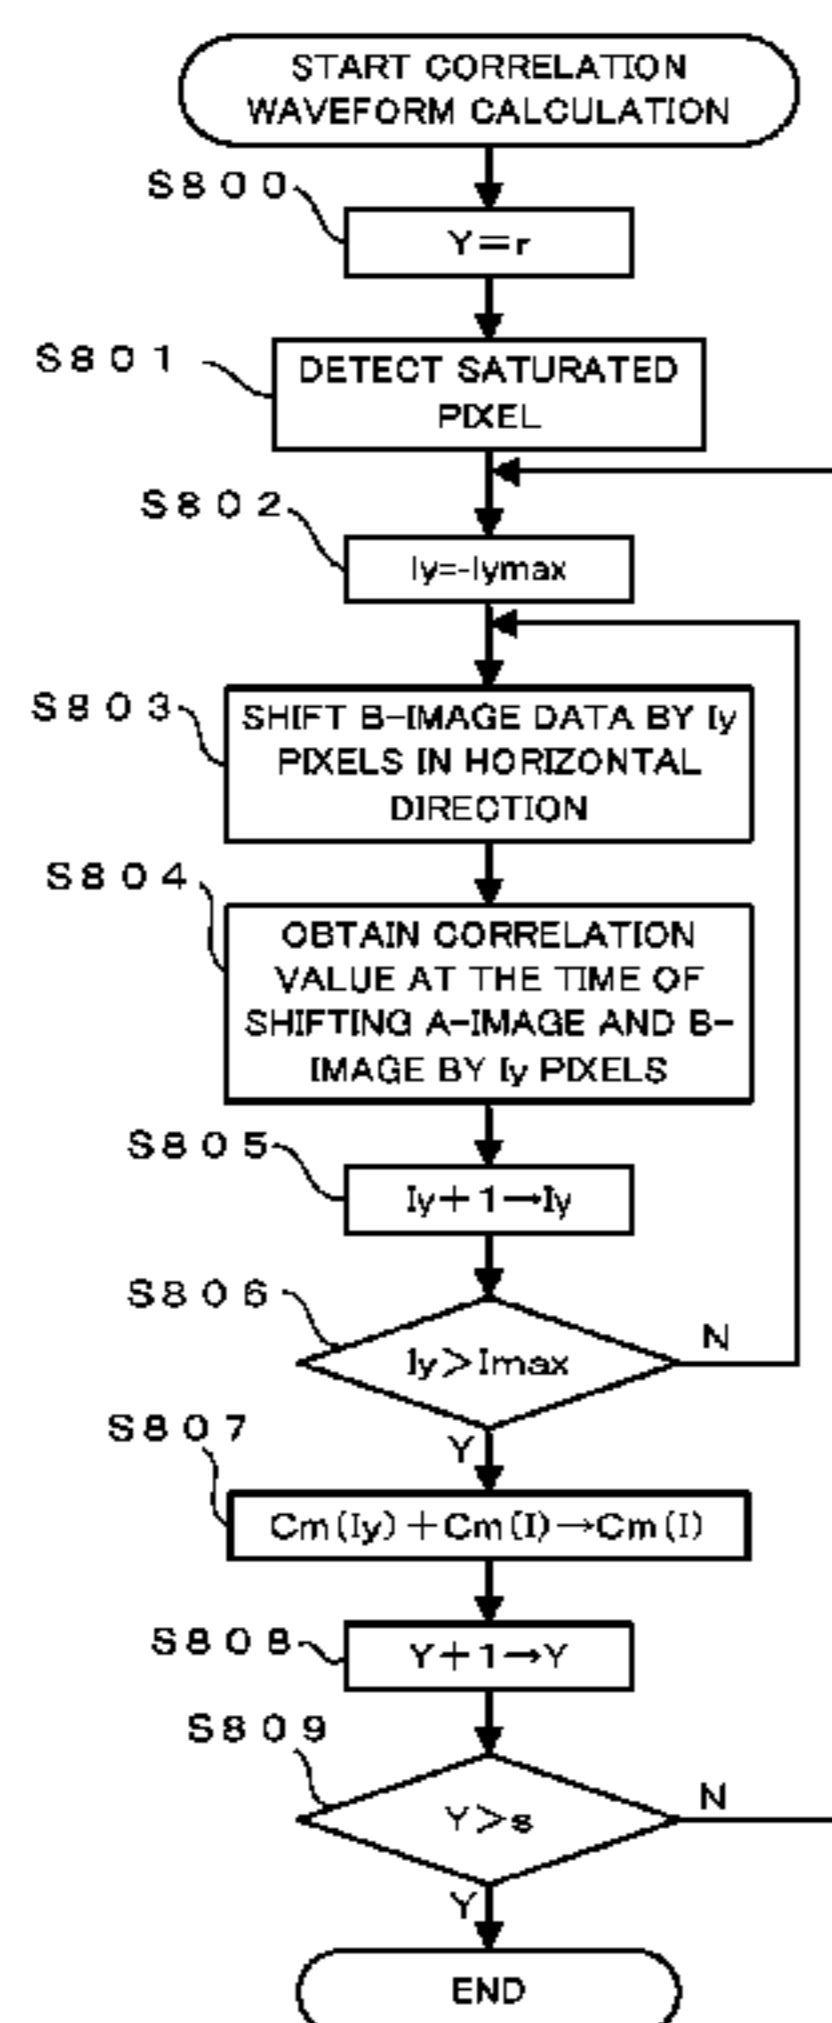 START CORRELATION
WAVEFORM CALCULATION
S800
Y=r
S801
DETECT SATURATED
PIXEL
S802
Iy=-Iymax
S803
SHIFT B-IMAGE DATA BY Iy
PIXELS IN HORIZONTAL
DIRECTION
S804
OBTAIN CORRELATION
VALUE AT THE TIME OF
SHIFTING A-IMAGE AND B-
IMAGE BY Iy PIXELS
S805
Iy+1→Iy
S806
Iy>Imax
N
Y
S807
Cm(Iy)+Cm(I)→Cm(I)
S808
Y+1→Y
S809
Y>s
N
Y
END